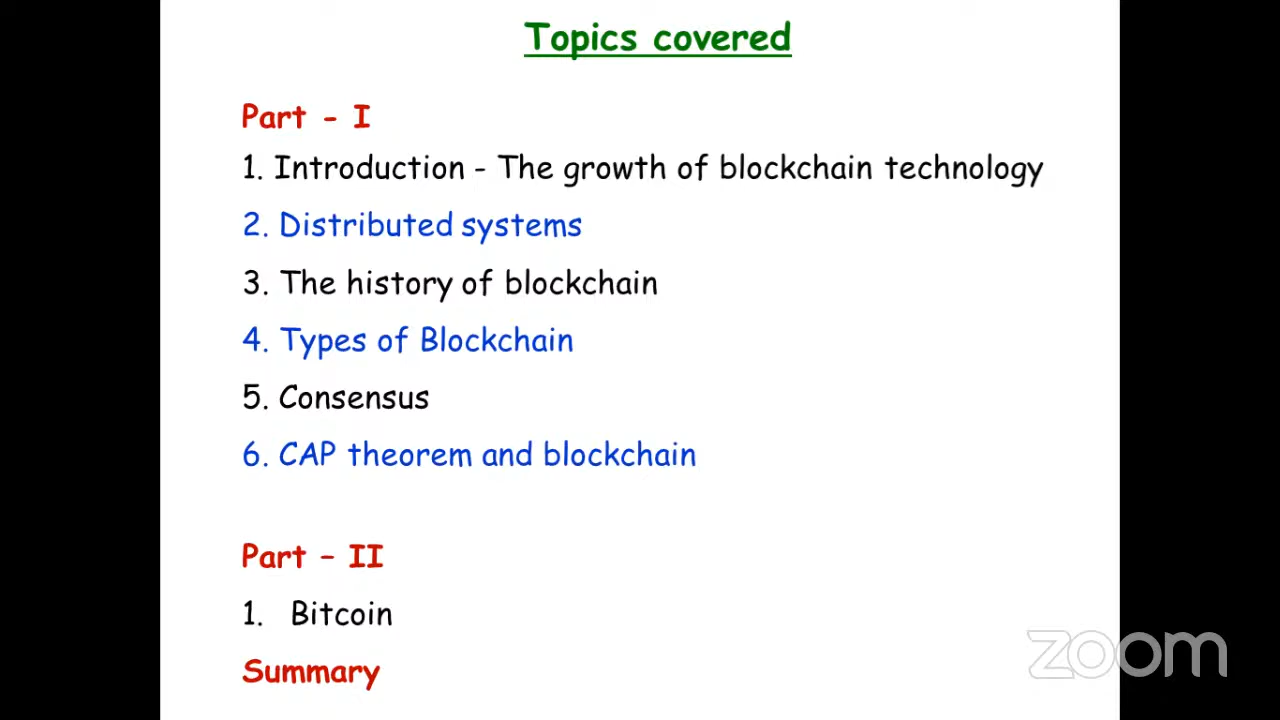 Topics covered
Part - I
1. Introduction - The growth of blockchain technology
2. Distributed systems
3. The history of blockchain
4. Types of Blockchain
5. Consensus
6. CAP theorem and blockchain
Part – II
1. Bitcoin
Summary
zoom